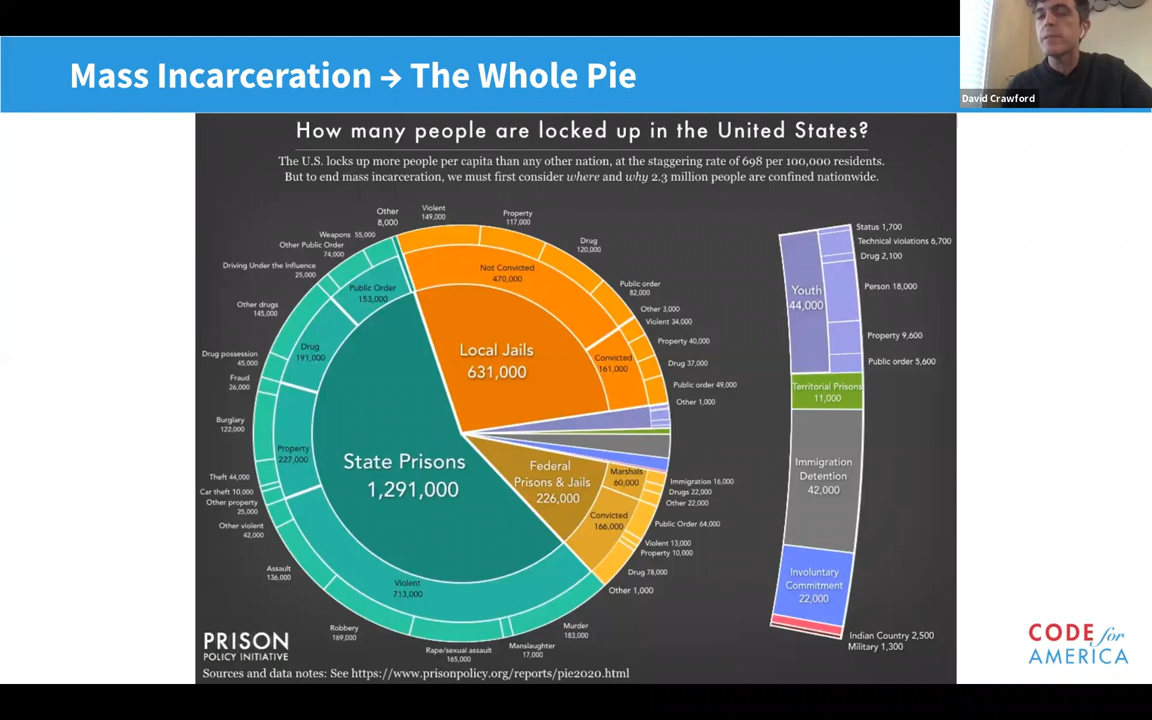 Mass Incarceration → The Whole Pie
David Crawford
How many people are locked up in the United States?
The U.S. locks up more people per capita than any other nation, at the staggering rate of 698 per 100,000 residents.
But to end mass incarceration, we must first consider where and why 2.3 million people are confined nationwide.
Other
8,000
Violent
149,000
Property
117,000
Drug
120,000
Public order
82,000
Other 3,000
Violent 34,000
Property 40,000
Drug 37,000
Public order 49,000
Other 1,000
Not Convicted
470,000
Convicted
161,000
Local Jails
631,000
Weapons 55,000
Other Public Order
74,000
Driving Under the Influence
25,000
Other drugs
145,000
Drug possession
45,000
Fraud
26,000
Burglary
122,000
Theft 44,000
Car theft 10,000
Other property
25,000
Other violent
42,000
Assault
136,000
Robbery
169,000
Rape/sexual assault
165,000
Manslaughter
17,000
Murder
183,000
Public Order
153,000
Drug
191,000
Property
227,000
Violent
713,000
State Prisons
1,291,000
Federal
Prisons & Jails
226,000
Marshals
60,000
Convicted
166,000
Immigration 16,000
Drugs 22,000
Other 22,000
Public Order 64,000
Violent 13,000
Property 10,000
Drug 78,000
Other 1,000
Youth
44,000
Status 1,700
Technical violations 6,700
Drug 2,100
Person 18,000
Property 9,600
Public order 5,600
Territorial Prisons
11,000
Immigration
Detention
42,000
Involuntary
Commitment
22,000
Indian Country 2,500
Military 1,300
PRISON
POLICY INITIATIVE
Sources and data notes: See https://www.prisonpolicy.org/reports/pie2020.html
CODE for
AMERICA